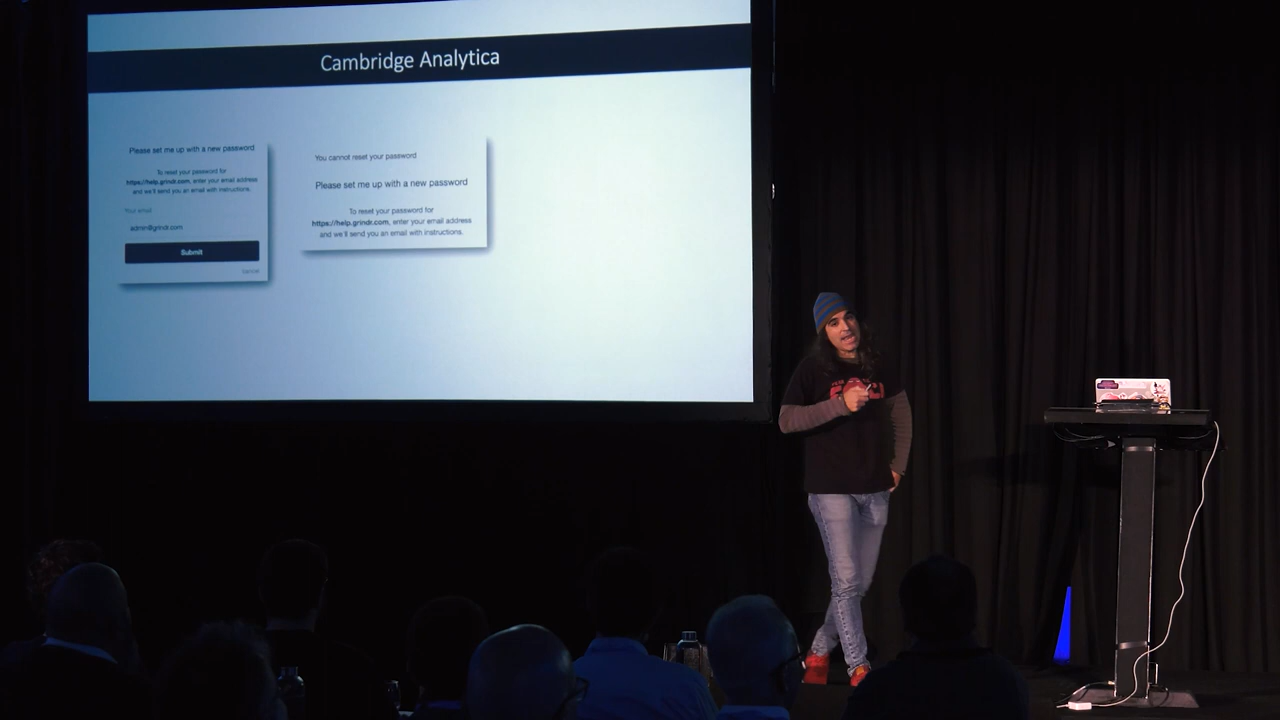 Cambridge Analytica
Please set me up with a new password
To reset your password for
https://help.grindr.com, enter your email address
and we'll send you an email with instructions.
Your email
admin@grindr.com
Submit
Cancel
You cannot reset your password
Please set me up with a new password
To reset your password for
https://help.grindr.com, enter your email address
and we'll send you an email with instructions.